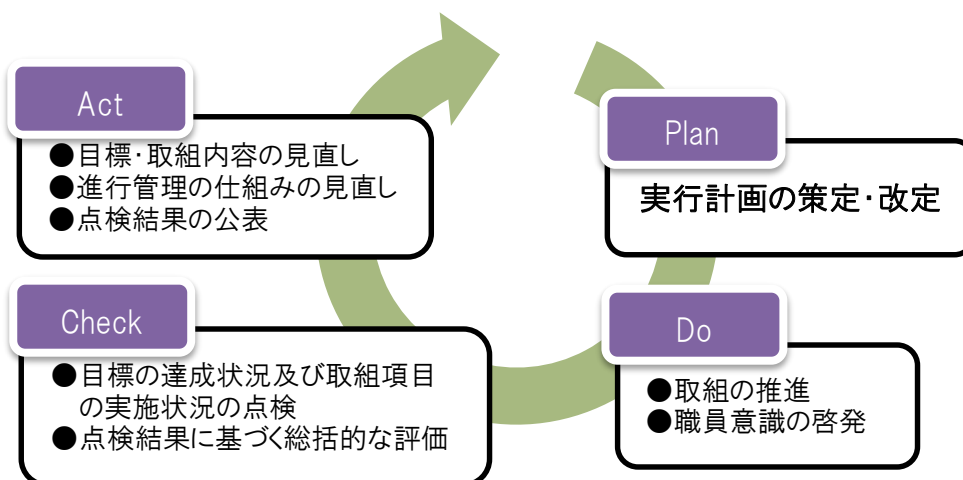 Act
●目標・取組内容の見直し
●進行管理の仕組みの見直し
●点検結果の公表
Plan
実行計画の策定・改定
Do
●取組の推進
●職員意識の啓発
Check
●目標の達成状況及び取組項目
の実施状況の点検
●点検結果に基づく総括的な評価